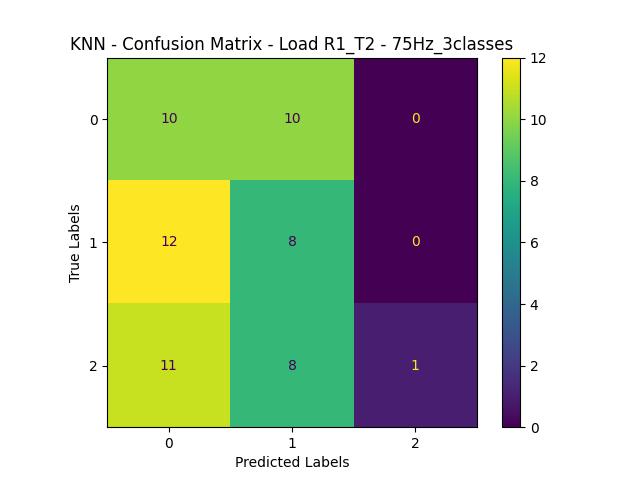 KNN - Confusion Matrix - Load R1_T2 - 75Hz_3classes
12
0 10 10 0
10
8
True Labels
1 12 8 0
6
4
2 11 8 1
2
0
0 1 2
Predicted Labels